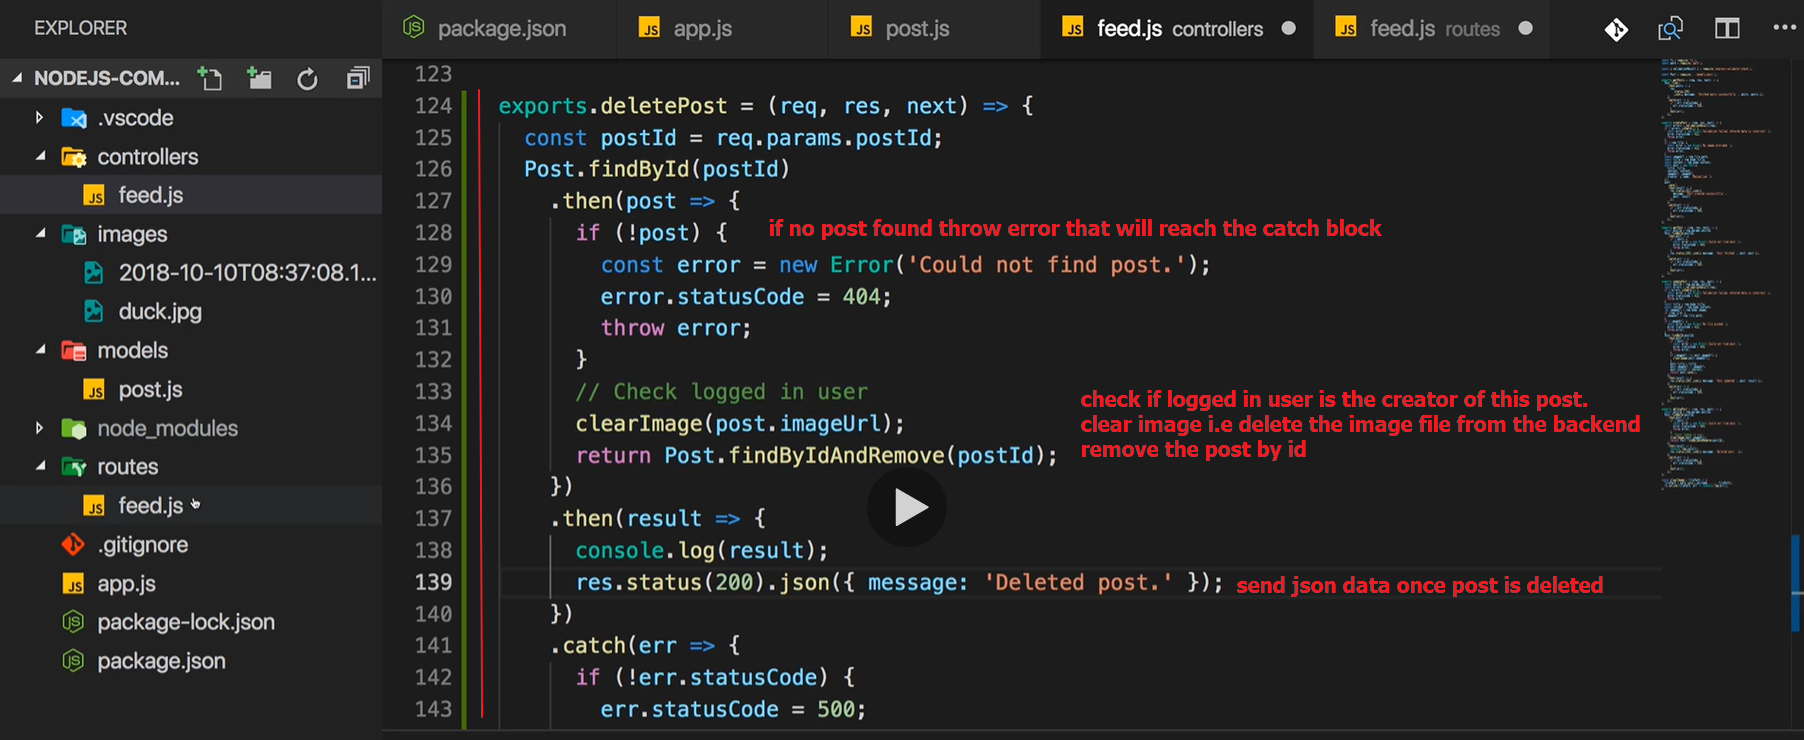 EXPLORER
package.json
app.js
post.js
feed.js controllers
feed.js routes
NODEJS-COM...
.vscode
controllers
feed.js
images
2018-10-10T08:37:08.1...
duck.jpg
models
post.js
node_modules
routes
feed.js
.gitignore
app.js
package-lock.json
package.json
123
124 exports.deletePost = (req, res, next) => {
125 const postId = req.params.postId;
126 Post.findById(postId)
127 .then(post => {
128 if (!post) { if no post found throw error that will reach the catch block
129 const error = new Error('Could not find post.');
130 error.statusCode = 404;
131 throw error;
132 }
133 // Check logged in user
check if logged in user is the creator of this post.
134 clearImage(post.imageUrl); clear image i.e delete the image file from the backend
135 return Post.findByIdAndRemove(postId); remove the post by id
136 })
137 .then(result => {
138 console.log(result);
139 res.status(200).json({ message: 'Deleted post.' }); send json data once post is deleted
140 })
141 .catch(err => {
142 if (!err.statusCode) {
143 err.statusCode = 500;